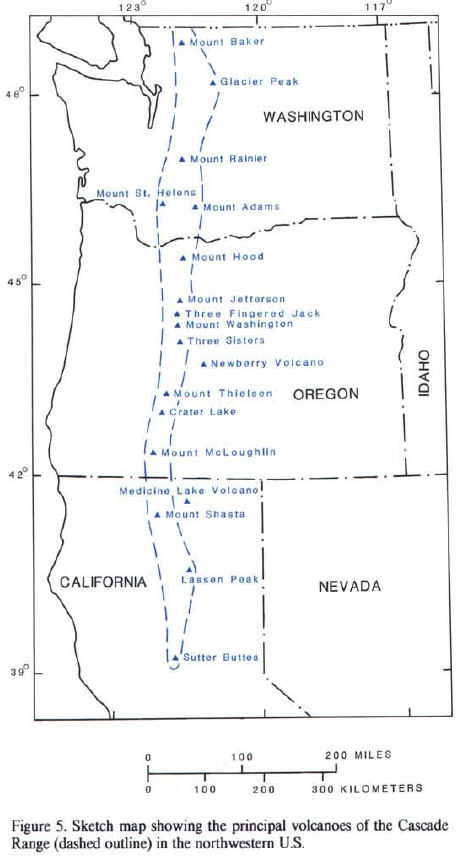 123° 120° 117°
Mount Baker
Glacier Peak
48°
WASHINGTON
Mount Rainier
Mount St. Helens
Mount Adams
Mount Hood
45°
Mount Jefferson
Three Fingered Jack
Mount Washington
Three Sisters
Newberry Volcano
IDAHO
Mount Thielsen
OREGON
Crater Lake
Mount McLoughlin
42°
Medicine Lake Volcano
Mount Shasta
CALIFORNIA
Lassen Peak
NEVADA
Sutter Buttes
39°
0 100 200 MILES
0 100 200 300 KILOMETERS
Figure 5. Sketch map showing the principal volcanoes of the Cascade
Range (dashed outline) in the northwestern U.S.